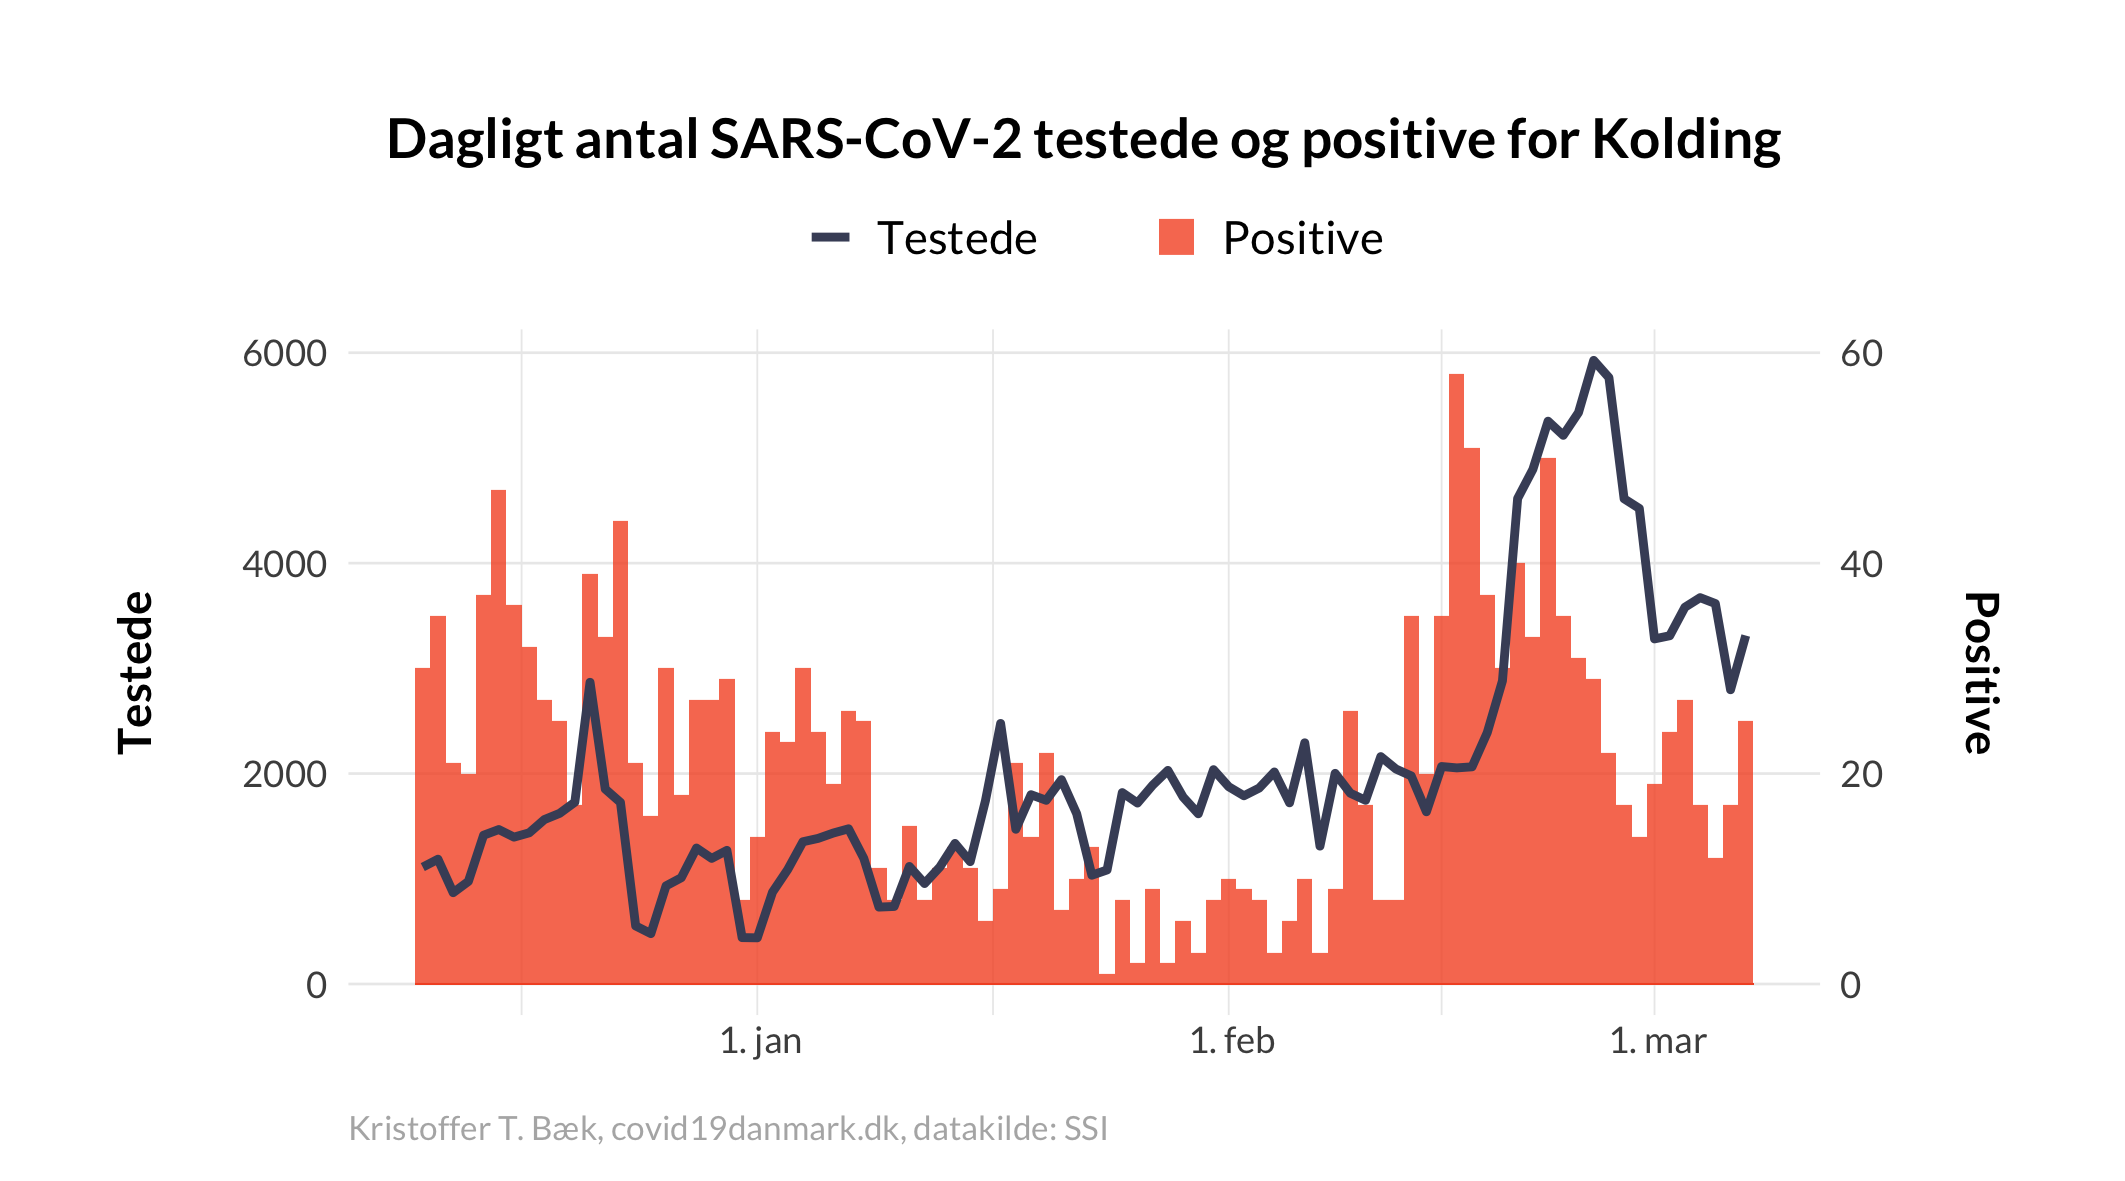 Dagligt antal SARS-CoV-2 testede og positive for Kolding
Testede
Positive
6000
4000
2000
0
60
40
20
0
Testede
Positive
1. jan
1. feb
1. mar
Kristoffer T. Bæk, covid19danmark.dk, datakilde: SSI